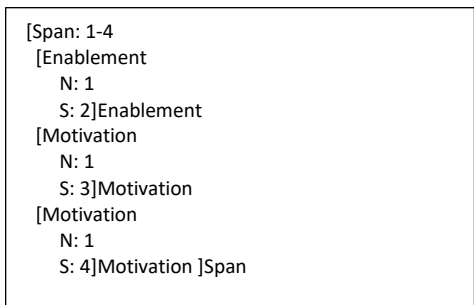 [Span: 1-4
[Enablement
N: 1
S: 2]Enablement
[Motivation
N: 1
S: 3]Motivation
[Motivation
N: 1
S: 4]Motivation ]Span